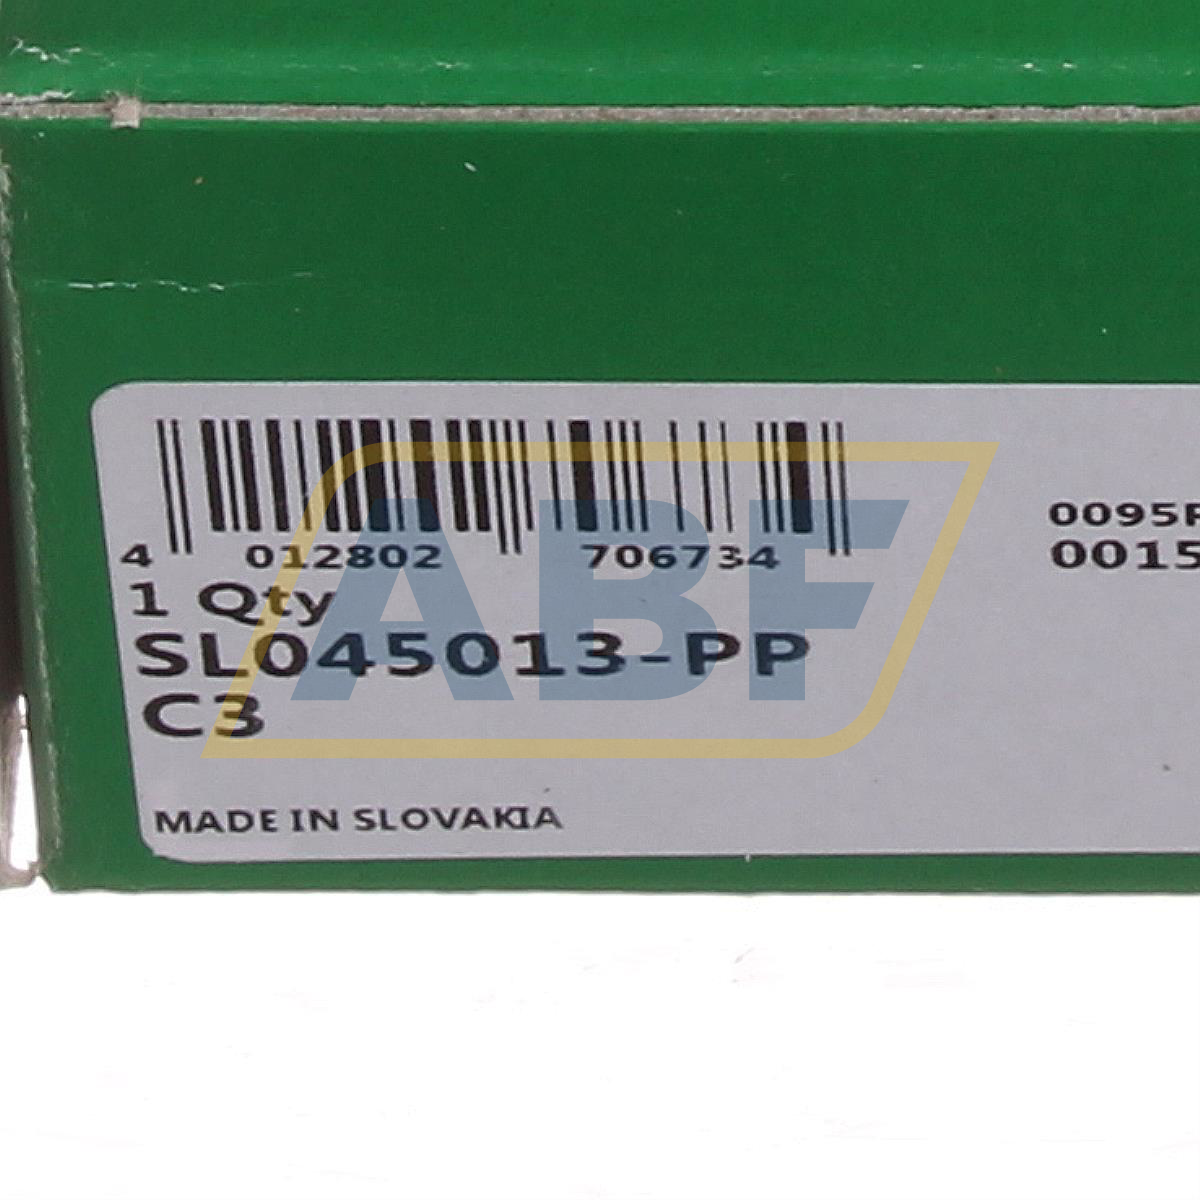 4 012802 706734
1 Qty
SL045013-PP
C3
MADE IN SLOVAKIA
0095
0015
ABF